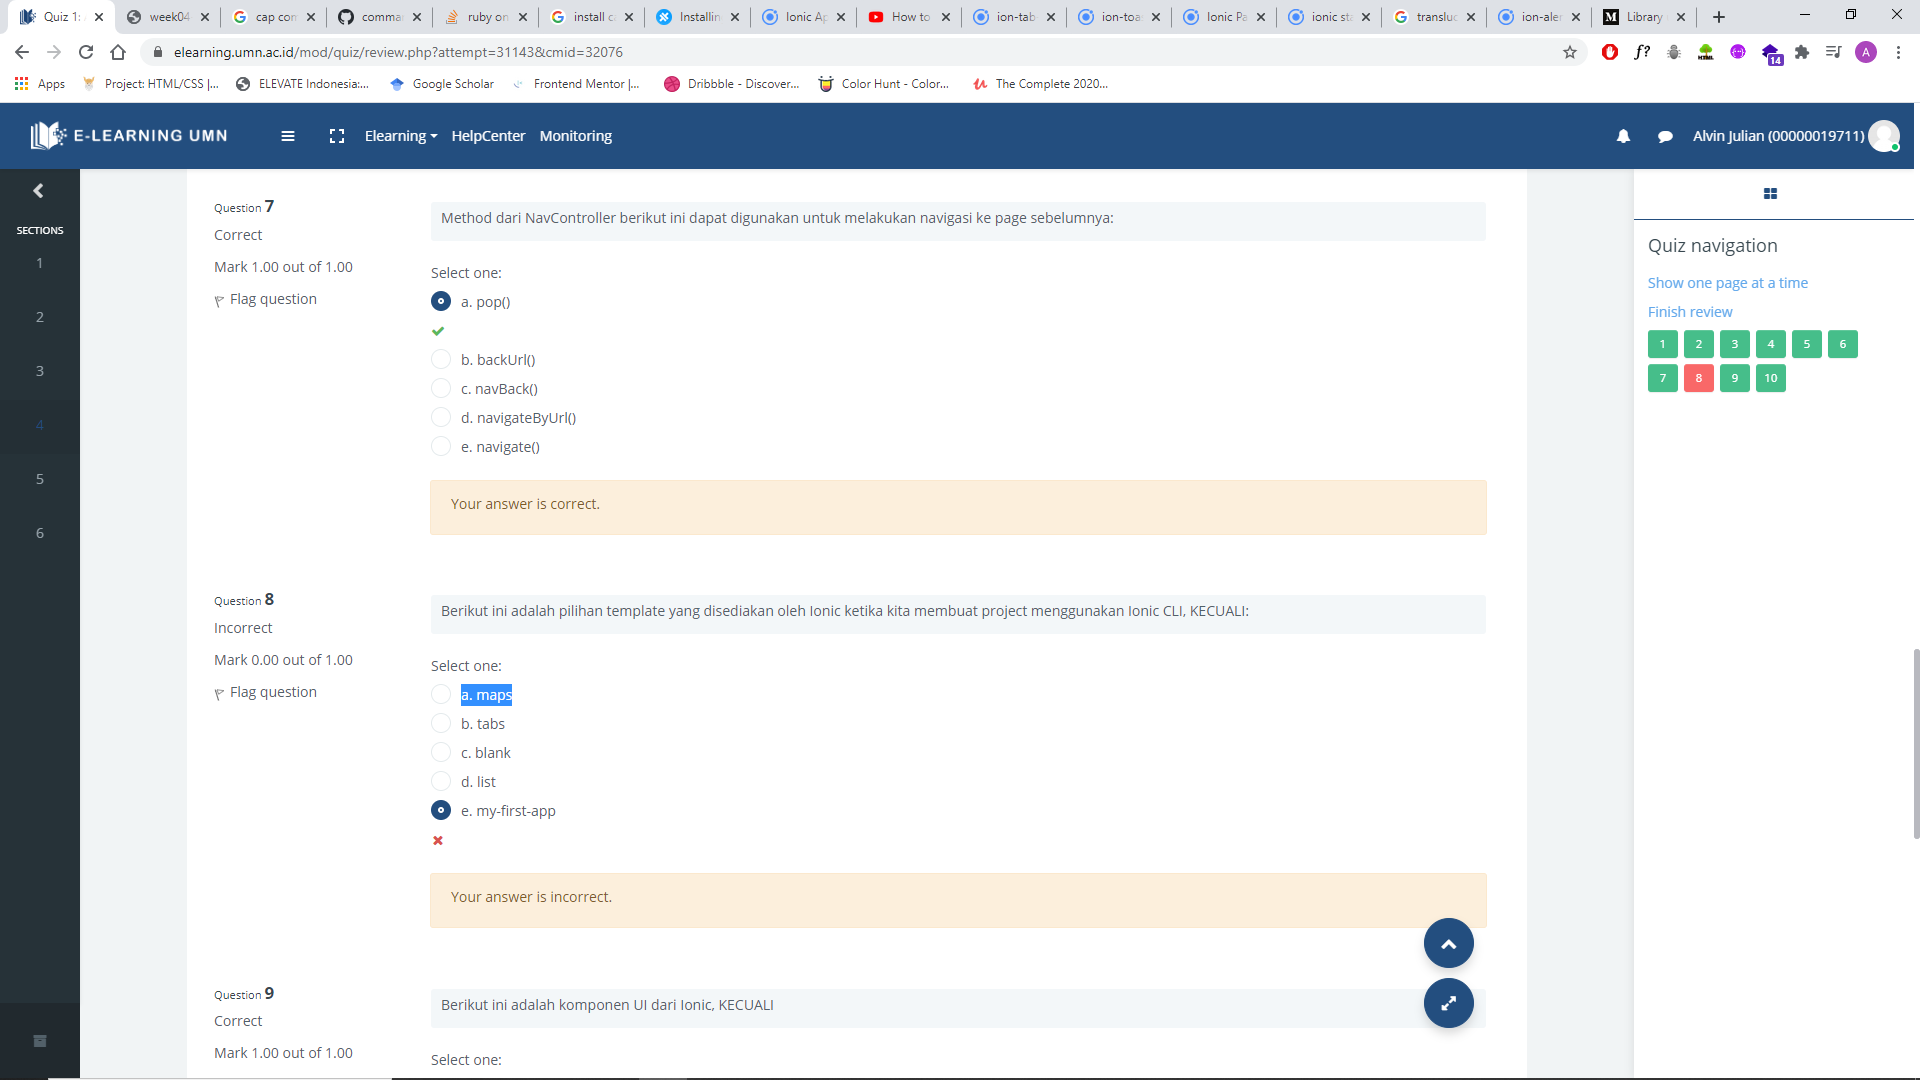 Quiz 1:
week04
cap con
comma
ruby on
install c
Installin
Ionic Ap
How to
ion-tab
ion-toa
Ionic Pa
ionic sta
transluc
ion-aler
Library
elearning.umn.ac.id/mod/quiz/review.php?attempt=31143&cmid=32076
14
A
Apps
Project: HTML/CSS |...
ELEVATE Indonesia:...
Google Scholar
Frontend Mentor |...
Dribbble - Discover...
Color Hunt - Color...
The Complete 2020...
E-LEARNING UMN
Elearning
HelpCenter
Monitoring
Alvin Julian (00000019711)
SECTIONS
1
2
3
4
5
6
Question 7
Correct
Mark 1.00 out of 1.00
Flag question
Method dari NavController berikut ini dapat digunakan untuk melakukan navigasi ke page sebelumnya:
Select one:
a. pop()
b. backUrl()
c. navBack()
d. navigateByUrl()
e. navigate()
Your answer is correct.
Question 8
Incorrect
Mark 0.00 out of 1.00
Flag question
Berikut ini adalah pilihan template yang disediakan oleh Ionic ketika kita membuat project menggunakan Ionic CLI, KECUALI:
Select one:
a. maps
b. tabs
c. blank
d. list
e. my-first-app
Your answer is incorrect.
Question 9
Correct
Mark 1.00 out of 1.00
Berikut ini adalah komponen UI dari Ionic, KECUALI
Select one:
Quiz navigation
Show one page at a time
Finish review
1 2 3 4 5 6
7 8 9 10